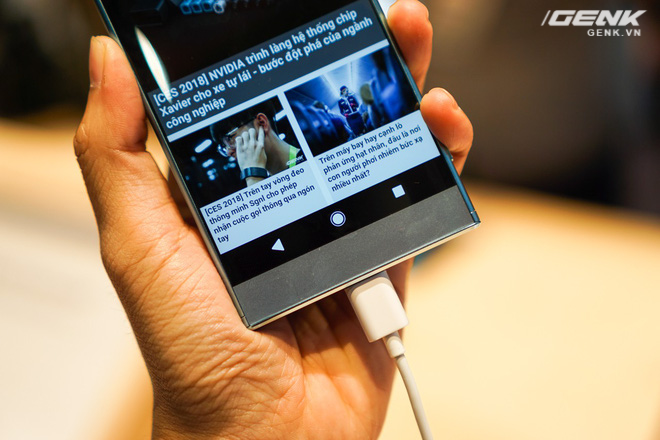 GENK
GENK.VN
[CES 2018] NVIDIA trình làng hệ thống chip
Xavier cho xe tự lái - bước đột phá của ngành
công nghiệp
[CES 2018] Trên tay vòng đeo
thông minh Sgnl cho phép
nhận cuộc gọi thông qua ngón
tay
Trên máy bay hay cạnh lò
phản ứng hạt nhân, đâu là nơi
con người phơi nhiễm bức xạ
nhiều nhất?